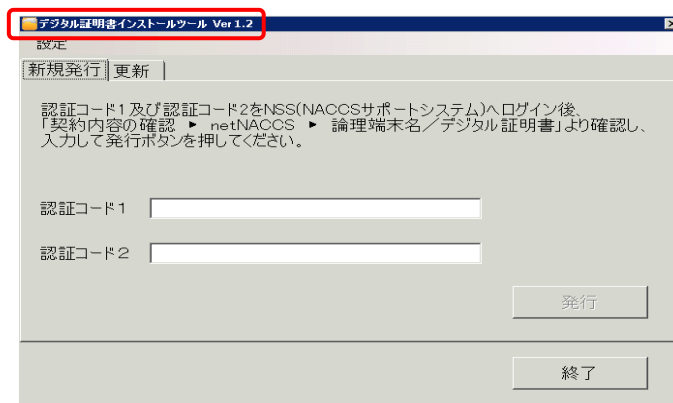 デジタル証明書インストールツール Ver1.2
設定
新規発行 更新
認証コード1及び認証コード2をNSS(NACCSサポートシステム)へログイン後、
「契約内容の確認 ► netNACCS ► 論理端末名／デジタル証明書」より確認し、
入力して発行ボタンを押してください。
認証コード1
認証コード2
発行
終了